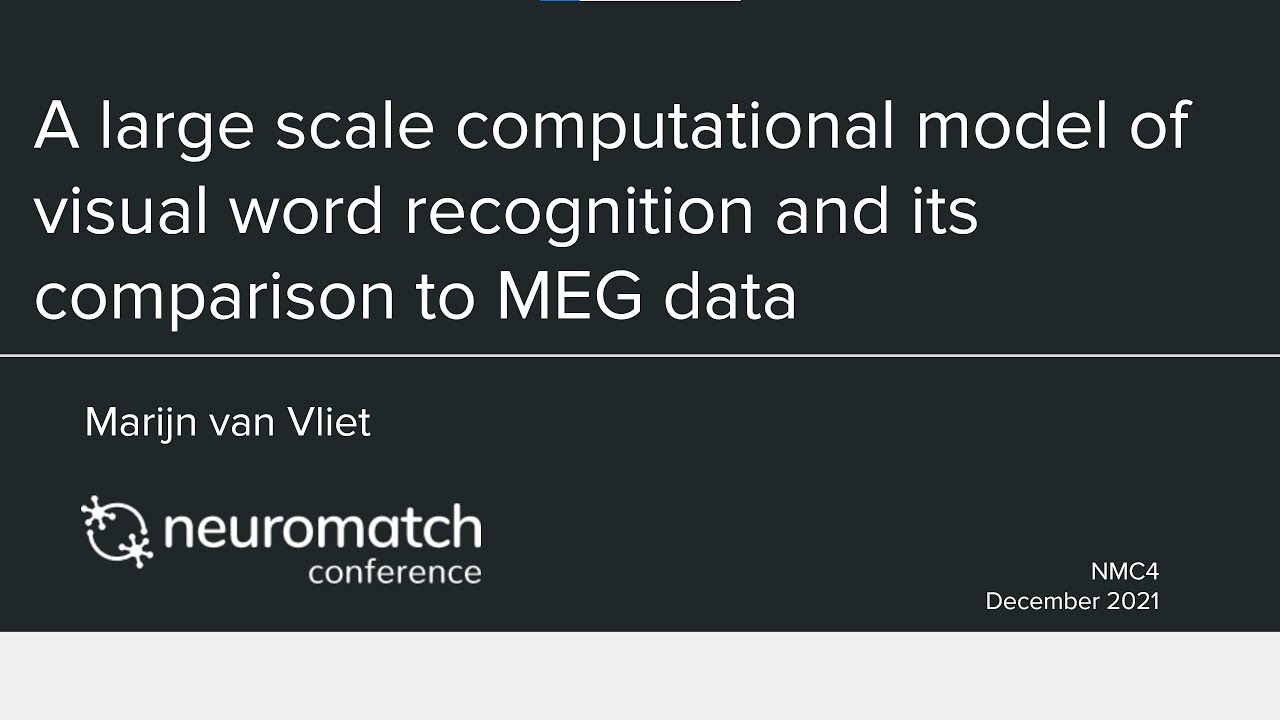 A large scale computational model of
visual word recognition and its
comparison to MEG data
Marijn van Vliet
neuromatch
conference
NMC4
December 2021